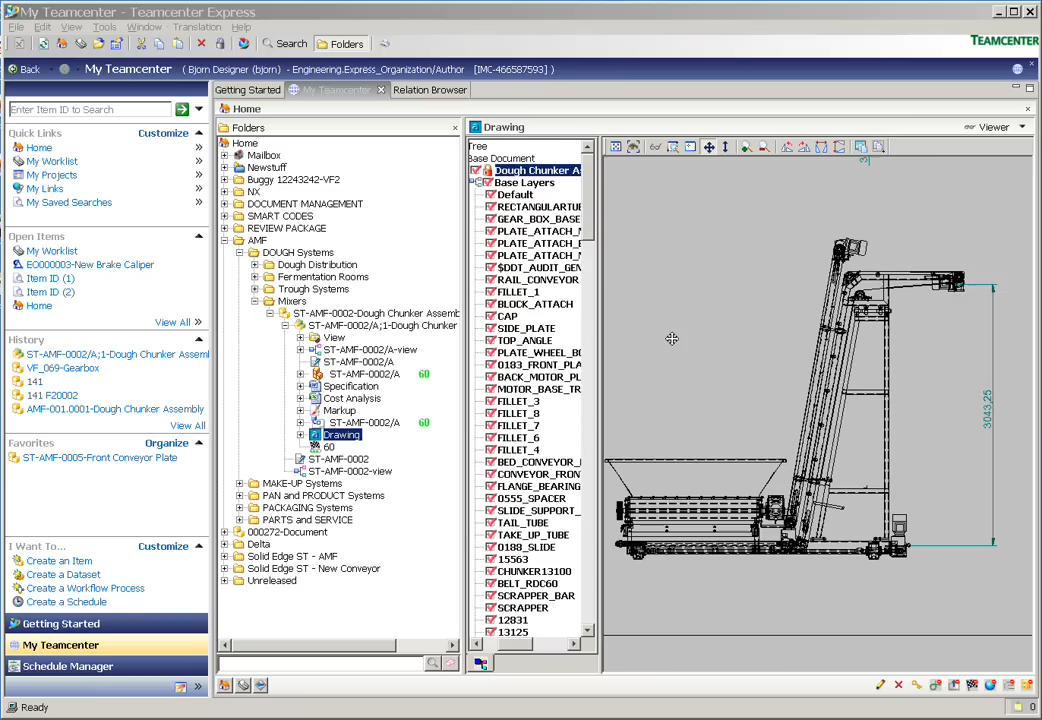 My Teamcenter - Teamcenter Express
File Edit View Tools Window Translation Help
Search Folders
TEAMCENTER
Back My Teamcenter ( Bjorn Designer (bjorn) - Engineering.Express_Organization/Author [IMC-466587593] )
Enter Item ID to Search
Quick Links Customize
Home
My Worklist
My Projects
My Links
My Saved Searches
Open Items
My Worklist
EO000003-New Brake Caliper
Item ID (1)
Item ID (2)
Home
View All
History
ST-AMF-0002/A;1-Dough Chunker Assembl
VF_069-Gearbox
141
141 F20002
AMF-001.0001-Dough Chunker Assembly
View All
Favorites Organize
ST-AMF-0005-Front Conveyor Plate
I Want To... Customize
Create an Item
Create a Dataset
Create a Workflow Process
Create a Schedule
Getting Started
My Teamcenter
Schedule Manager
Ready
Getting Started My Teamcenter Relation Browser
Home
Folders
Home
Mailbox
Newstuff
Buggy 12243242-VF2
NX
DOCUMENT MANAGEMENT
SMART CODES
REVIEW PACKAGE
AMF
DOUGH Systems
Dough Distribution
Fermentation Rooms
Trough Systems
Mixers
ST-AMF-0002-Dough Chunker Assemb
ST-AMF-0002/A;1-Dough Chunker
View
ST-AMF-0002/A-view
ST-AMF-0002/A
ST-AMF-0002/A 60
Specification
Cost Analysis
Markup
ST-AMF-0002/A 60
Drawing
60
ST-AMF-0002
ST-AMF-0002-view
MAKE-UP Systems
PAN and PRODUCT Systems
PACKAGING Systems
PARTS and SERVICE
000272-Document
Delta
Solid Edge ST - AMF
Solid Edge ST - New Conveyor
Unreleased
Drawing
Viewer
Tree
Base Document
Dough Chunker As
Base Layers
Default
RECTANGULARTUB
GEAR_BOX_BASE
PLATE_ATTACH_
PLATE_ATTACH_
PLATE_ATTACH_
$DDT_AUDIT_GEN
RAIL_CONVEYOR
FILLET_1
BLOCK_ATTACH
CAP
SIDE_PLATE
TOP_ANGLE
PLATE_WHEEL_BO
0183_FRONT_PLA
BACK_MOTOR_PL
MOTOR_BASE_TR
FILLET_3
FILLET_8
FILLET_7
FILLET_6
FILLET_4
BED_CONVEYOR_
CONVEYOR_FRON
FLANGE_BEARING
0555_SPACER
SLIDE_SUPPORT_
TAIL_TUBE
TAKE_UP_TUBE
0188_SLIDE
15563
CHUNKER13100
BELT_RDC60
SCRAPPER_BAR
SCRAPPER
12831
13125
3043,25
0